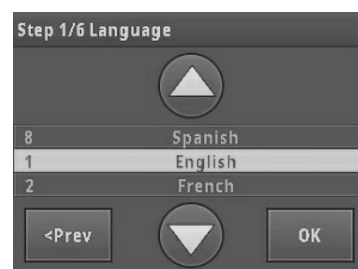 Step 1/6 Language
8 Spanish
1 English
2 French
<Prev OK